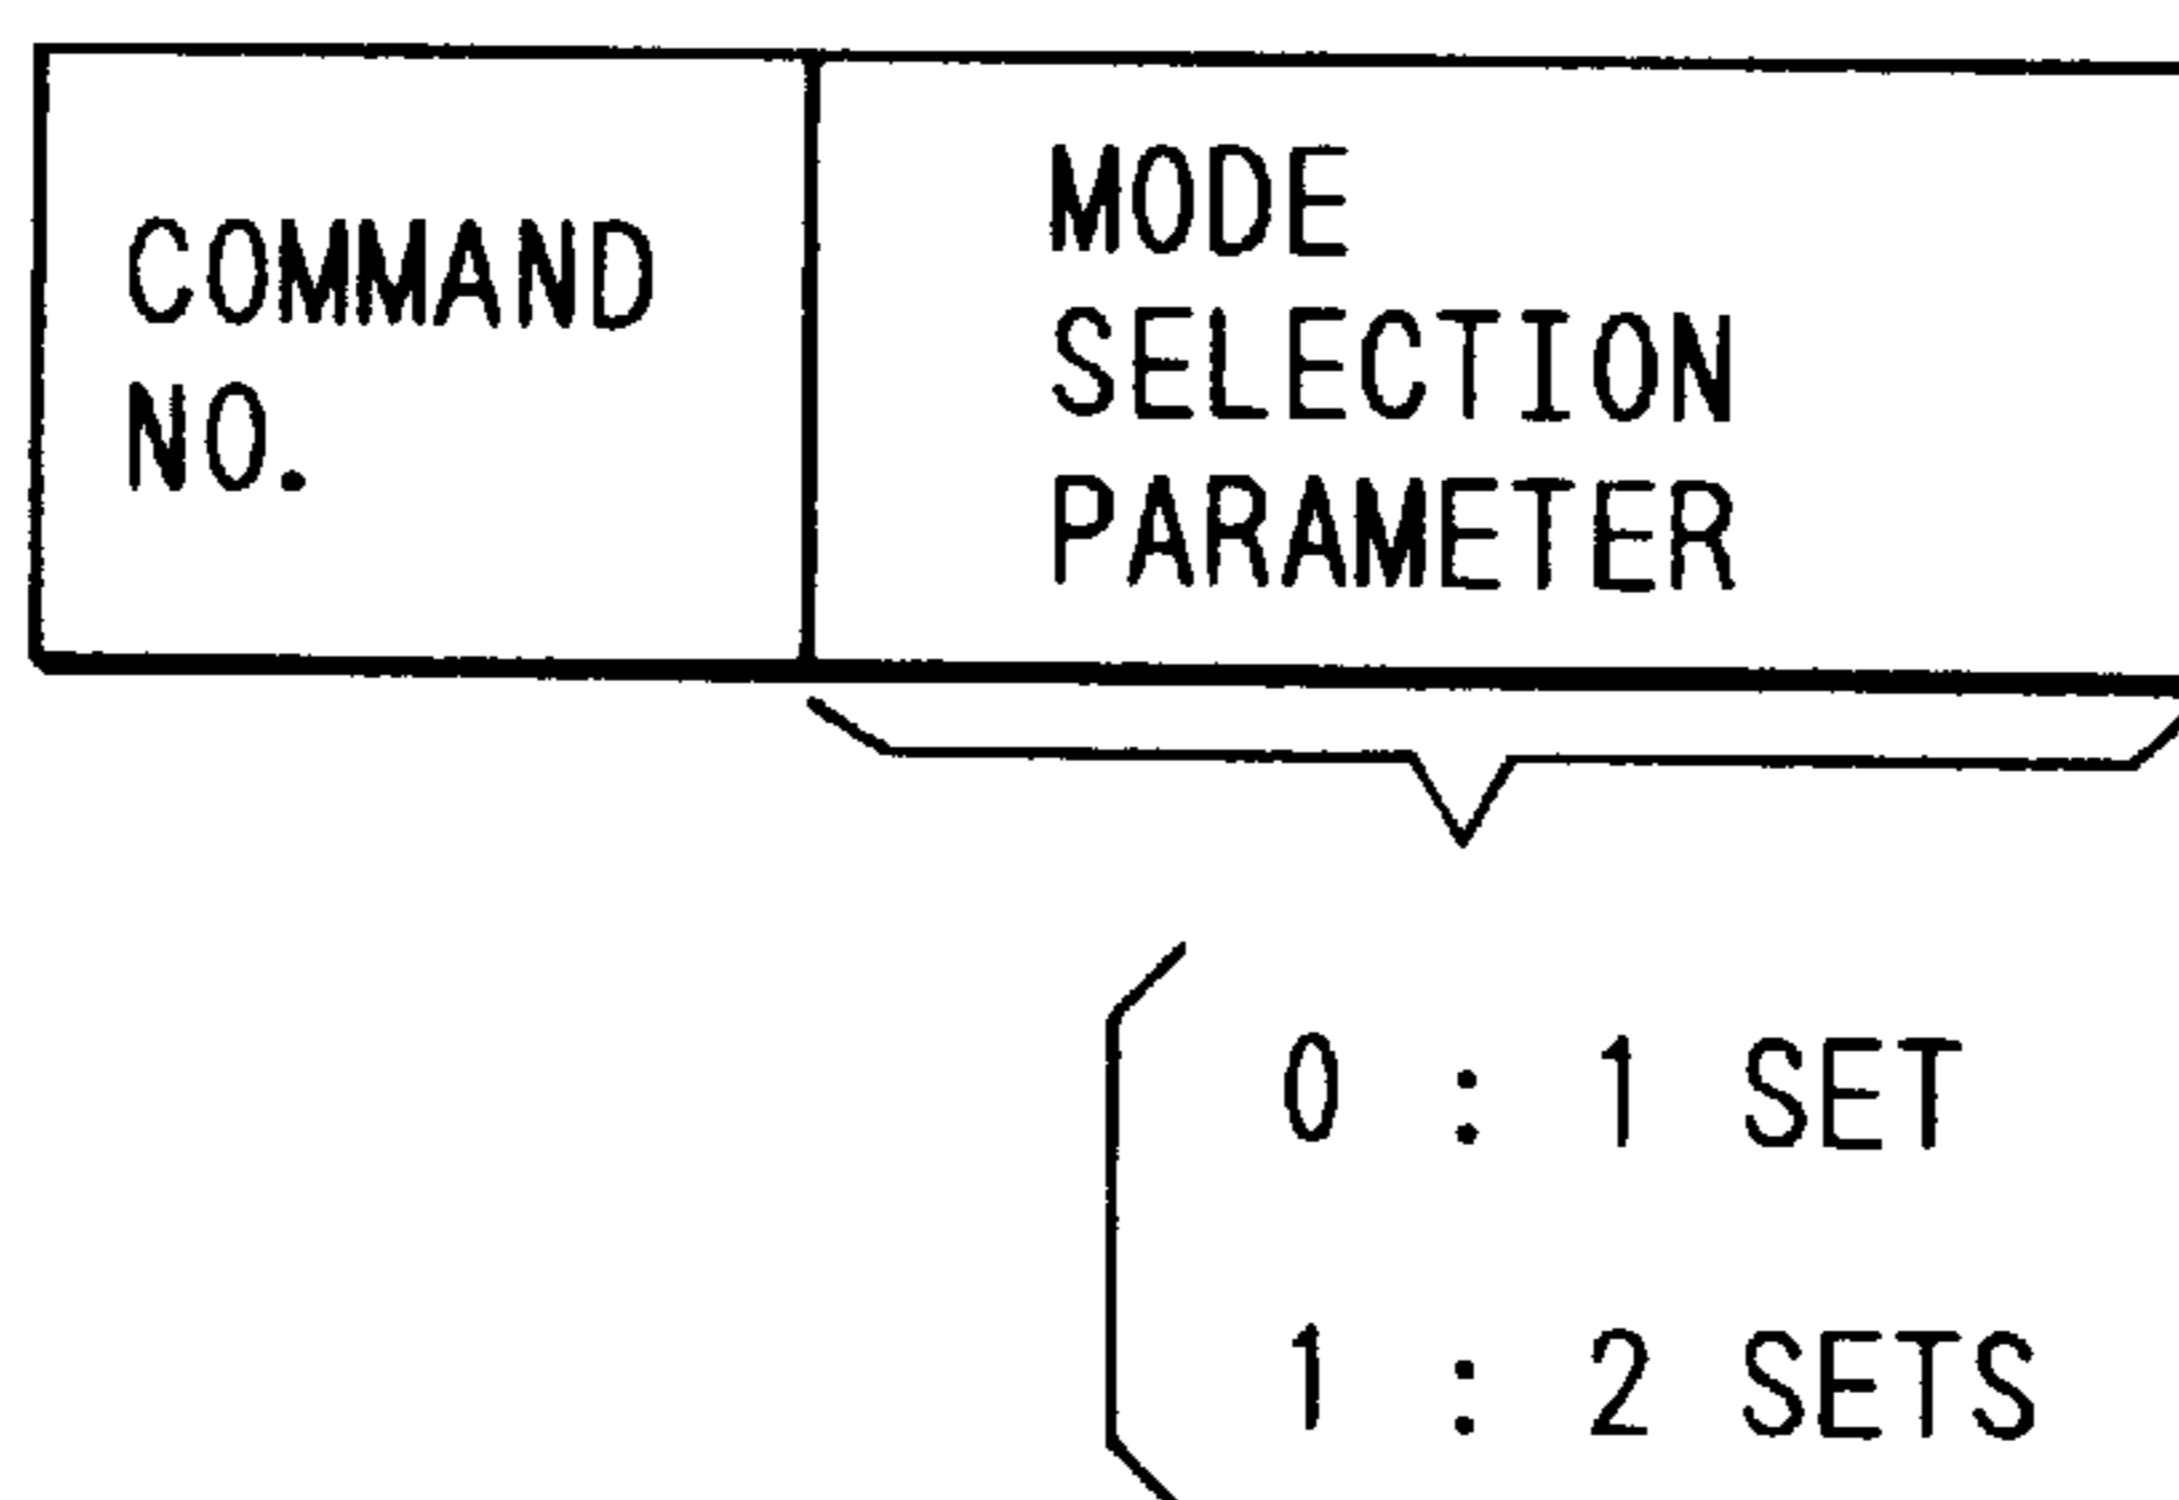 COMMAND
NO.
MODE
SELECTION
PARAMETER
0 : 1 SET
1 : 2 SETS